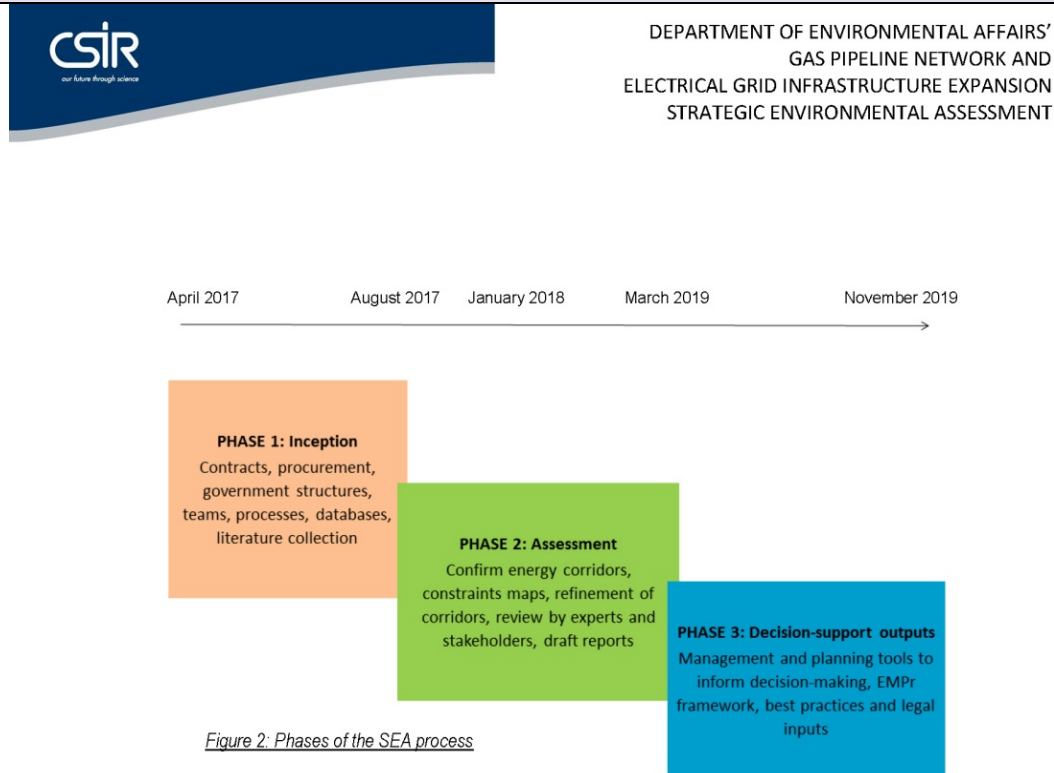 CSIR
our future through science
DEPARTMENT OF ENVIRONMENTAL AFFAIRS'
GAS PIPELINE NETWORK AND
ELECTRICAL GRID INFRASTRUCTURE EXPANSION
STRATEGIC ENVIRONMENTAL ASSESSMENT
April 2017
August 2017
January 2018
March 2019
November 2019
PHASE 1: Inception
Contracts, procurement,
government structures,
teams, processes, databases,
literature collection
PHASE 2: Assessment
Confirm energy corridors,
constraints maps, refinement of
corridors, review by experts and
stakeholders, draft reports
PHASE 3: Decision-support outputs
Management and planning tools to
inform decision-making, EMPr
framework, best practices and legal
inputs
Figure 2: Phases of the SEA process